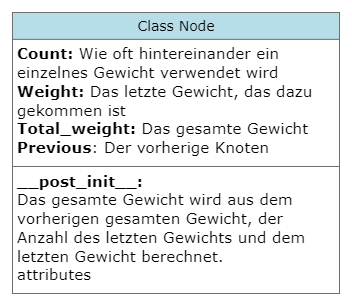 Class Node
Count: Wie oft hintereinander ein
einzelnes Gewicht verwendet wird
Weight: Das letzte Gewicht, das dazu
gekommen ist
Total_weight: Das gesamte Gewicht
Previous: Der vorherige Knoten
__post_init__:
Das gesamte Gewicht wird aus dem
vorherigen gesamten Gewicht, der
Anzahl des letzten Gewichts und dem
letzten Gewicht berechnet.
attributes